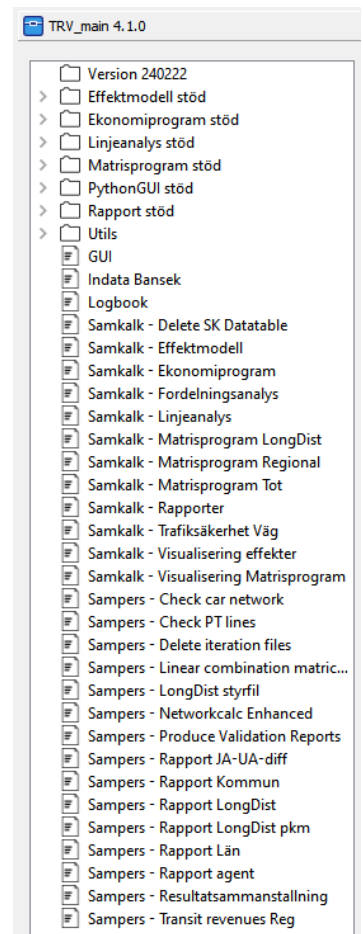 TRV_main 4.1.0
Version 240222
Effektmodell stöd
Ekonomiprogram stöd
Linjeanalys stöd
Matrisprogram stöd
PythonGUI stöd
Rapport stöd
Utils
GUI
Indata Bansek
Logbook
Samkalk - Delete SK Datatable
Samkalk - Effektmodell
Samkalk - Ekonomiprogram
Samkalk - Fordelningsanalys
Samkalk - Linjeanalys
Samkalk - Matrisprogram LongDist
Samkalk - Matrisprogram Regional
Samkalk - Matrisprogram Tot
Samkalk - Rapporter
Samkalk - Trafiksäkerhet Väg
Samkalk - Visualisering effekter
Samkalk - Visualisering Matrisprogram
Sampers - Check car network
Sampers - Check PT lines
Sampers - Delete iteration files
Sampers - Linear combination matric...
Sampers - LongDist styrfil
Sampers - Networkcalc Enhanced
Sampers - Produce Validation Reports
Sampers - Rapport JA-UA-diff
Sampers - Rapport Kommun
Sampers - Rapport LongDist
Sampers - Rapport LongDist pkm
Sampers - Rapport Län
Sampers - Rapport agent
Sampers - Resultatsammanstallning
Sampers - Transit revenues Reg